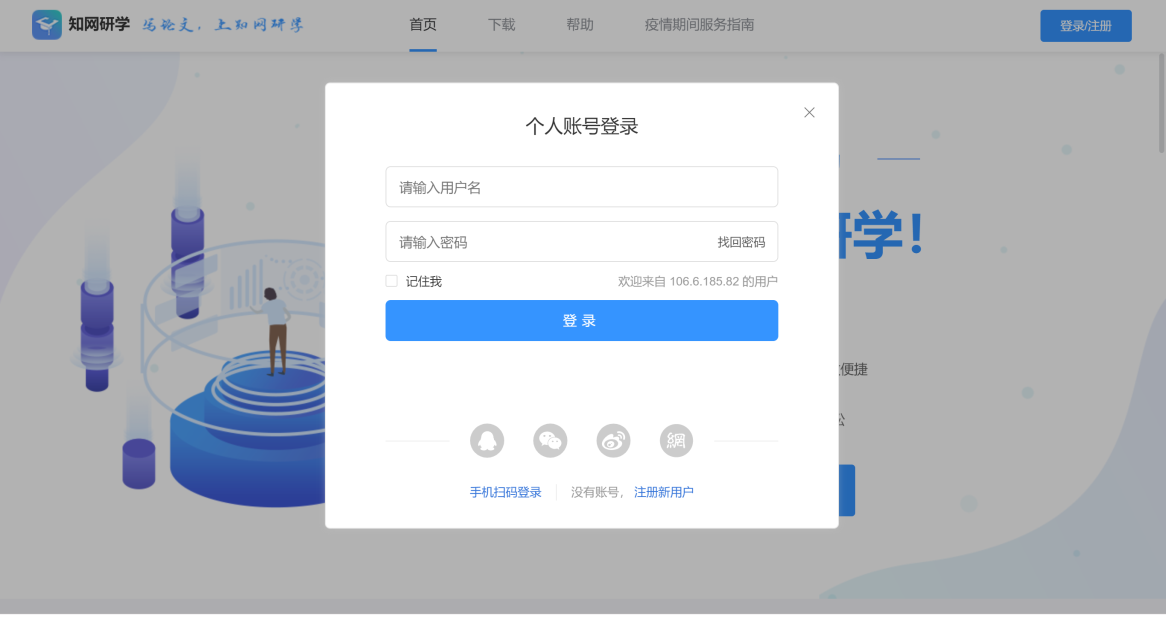 知网研学 写论文,上知网研学 首页 下载 帮助 疫情期间服务指南 登录/注册
个人账号登录
请输入用户名
研学!
请输入密码 找回密码
记住我 欢迎来自 106.6.185.82 的用户
登 录
便捷
網
手机扫码登录 没有账号, 注册新用户